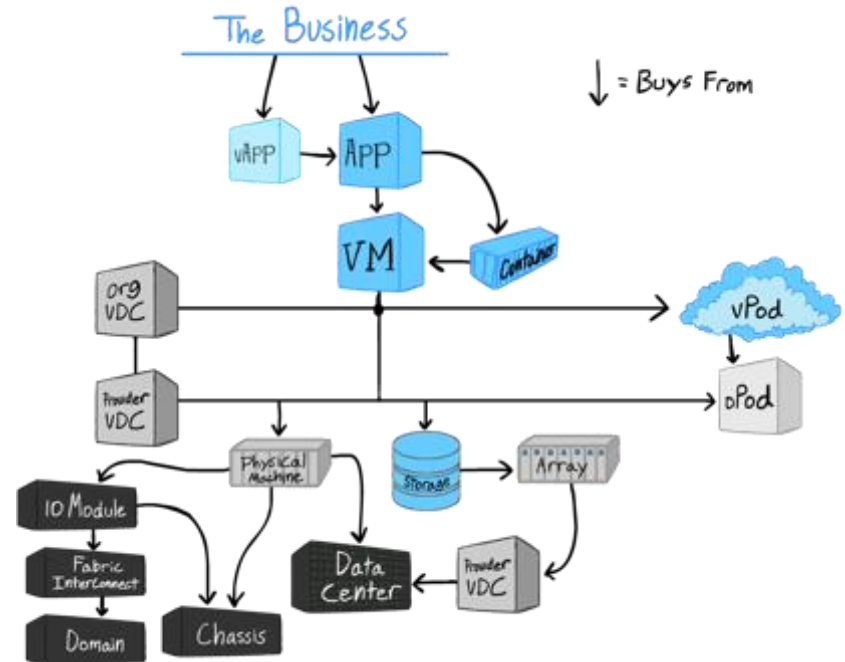 The Business
= Buys From
vAPP
APP
VM
Container
Org
VDC
vPod
Provider
VDC
DPod
Physical
Machine
Storage
Array
IO Module
Fabric
Interconnect
Data
Center
Provider
VDC
Domain
Chassis